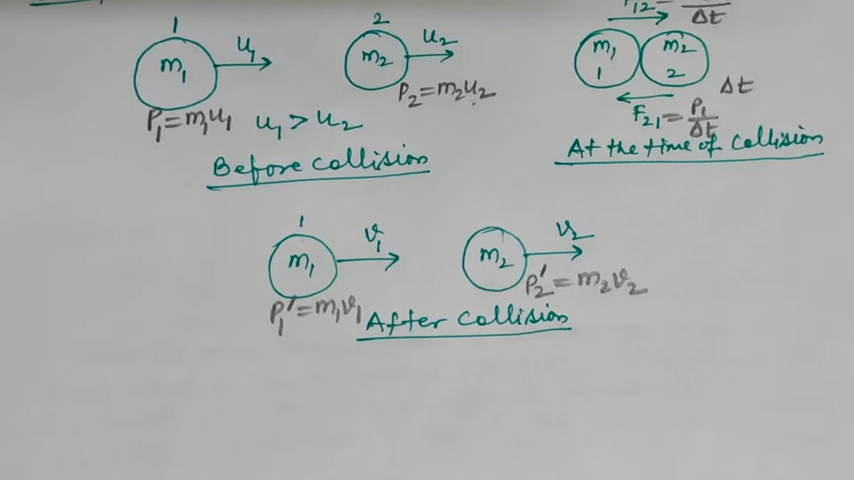 1
m₁
u₁
P₁ = m₁u₁
2
m₂
u₂
P₂ = m₂u₂
u₁ > u₂
Before collision
Δt
m₁
1
m₂
2
Δt
F₂₁ = P₁/Δt
At the time of collision
1
m₁
v₁
P₁' = m₁v₁
m₂
v₂
P₂' = m₂v₂
After collision